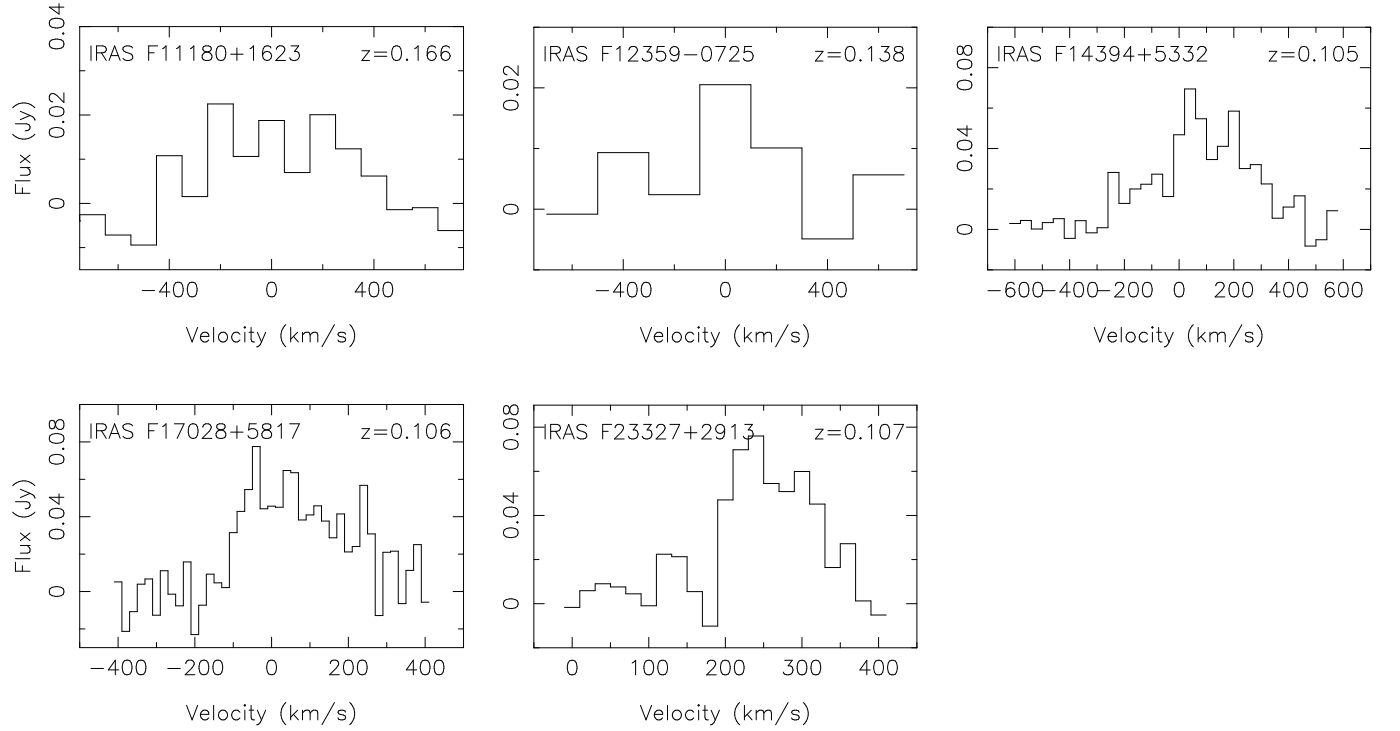 IRAS F11180+1623 z=0.166
Flux (Jy)
0.04
0.02
0
−400 0 400
Velocity (km/s)
IRAS F12359−0725 z=0.138
0.02
0
−400 0 400
Velocity (km/s)
IRAS F14394+5332 z=0.105
0.08
0.04
0
−600−400−200 0 200 400 600
Velocity (km/s)
IRAS F17028+5817 z=0.106
Flux (Jy)
0.08
0.04
0
−400 −200 0 200 400
Velocity (km/s)
IRAS F23327+2913 z=0.107
0.08
0.04
0
0 100 200 300 400
Velocity (km/s)